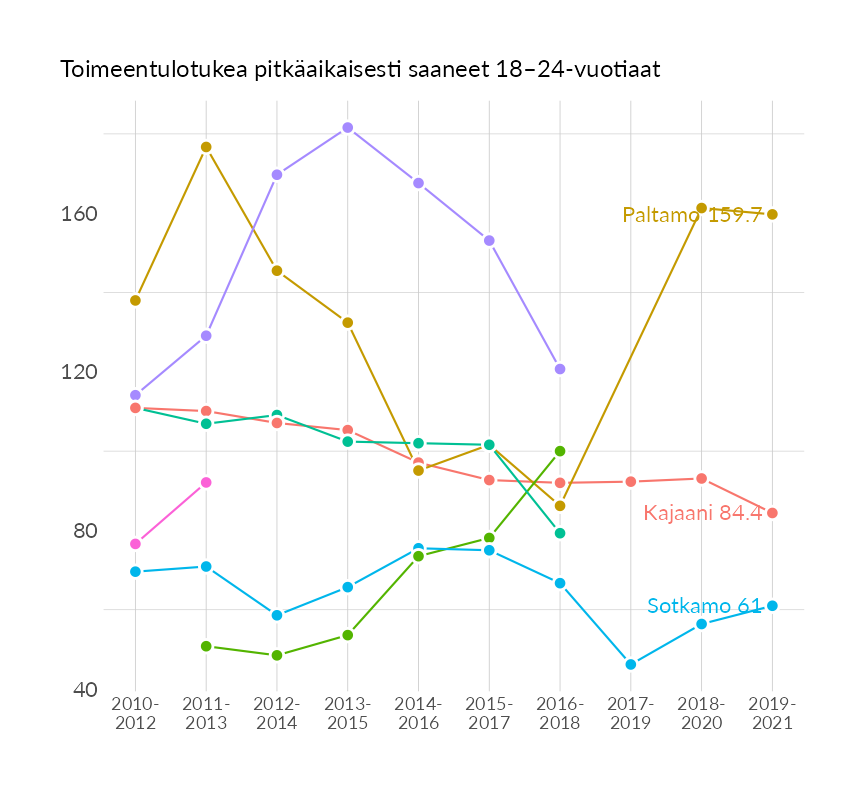 Toimeentulotukea pitkäaikaisesti saaneet 18–24-vuotiaat
160
120
80
40
Paltamo 159.7
Kajaani 84.4
Sotkamo 61
2010- 2011- 2012- 2013- 2014- 2015- 2016- 2017- 2018- 2019-
2012 2013 2014 2015 2016 2017 2018 2019 2020 2021